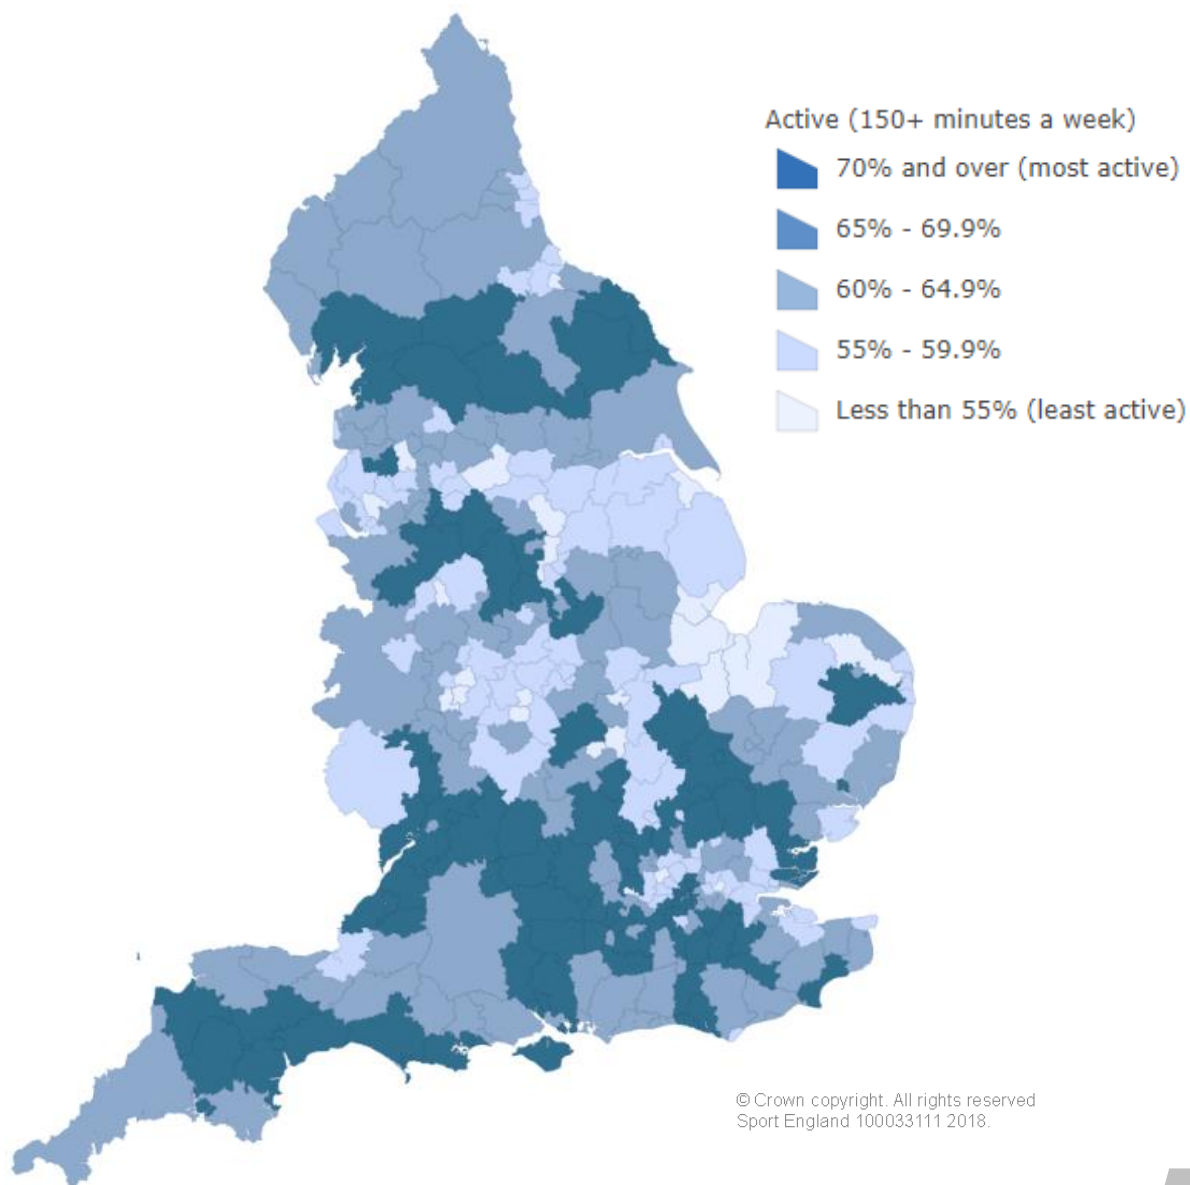 Active (150+ minutes a week)
70% and over (most active)
65% - 69.9%
60% - 64.9%
55% - 59.9%
Less than 55% (least active)
© Crown copyright. All rights reserved
Sport England 100033111 2018.